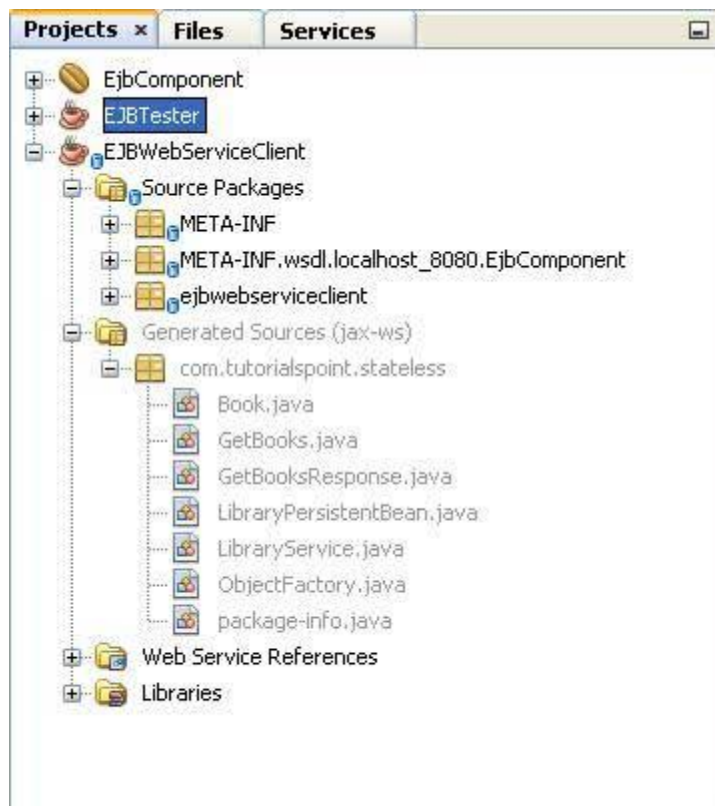 Projects × Files Services
EjbComponent
EJBTester
EJBWebServiceClient
Source Packages
META-INF
META-INF.wsdl.localhost_8080.EjbComponent
ejbwebserviceclient
Generated Sources (jax-ws)
com.tutorialspoint.stateless
Book.java
GetBooks.java
GetBooksResponse.java
LibraryPersistentBean.java
LibraryService.java
ObjectFactory.java
package-info.java
Web Service References
Libraries